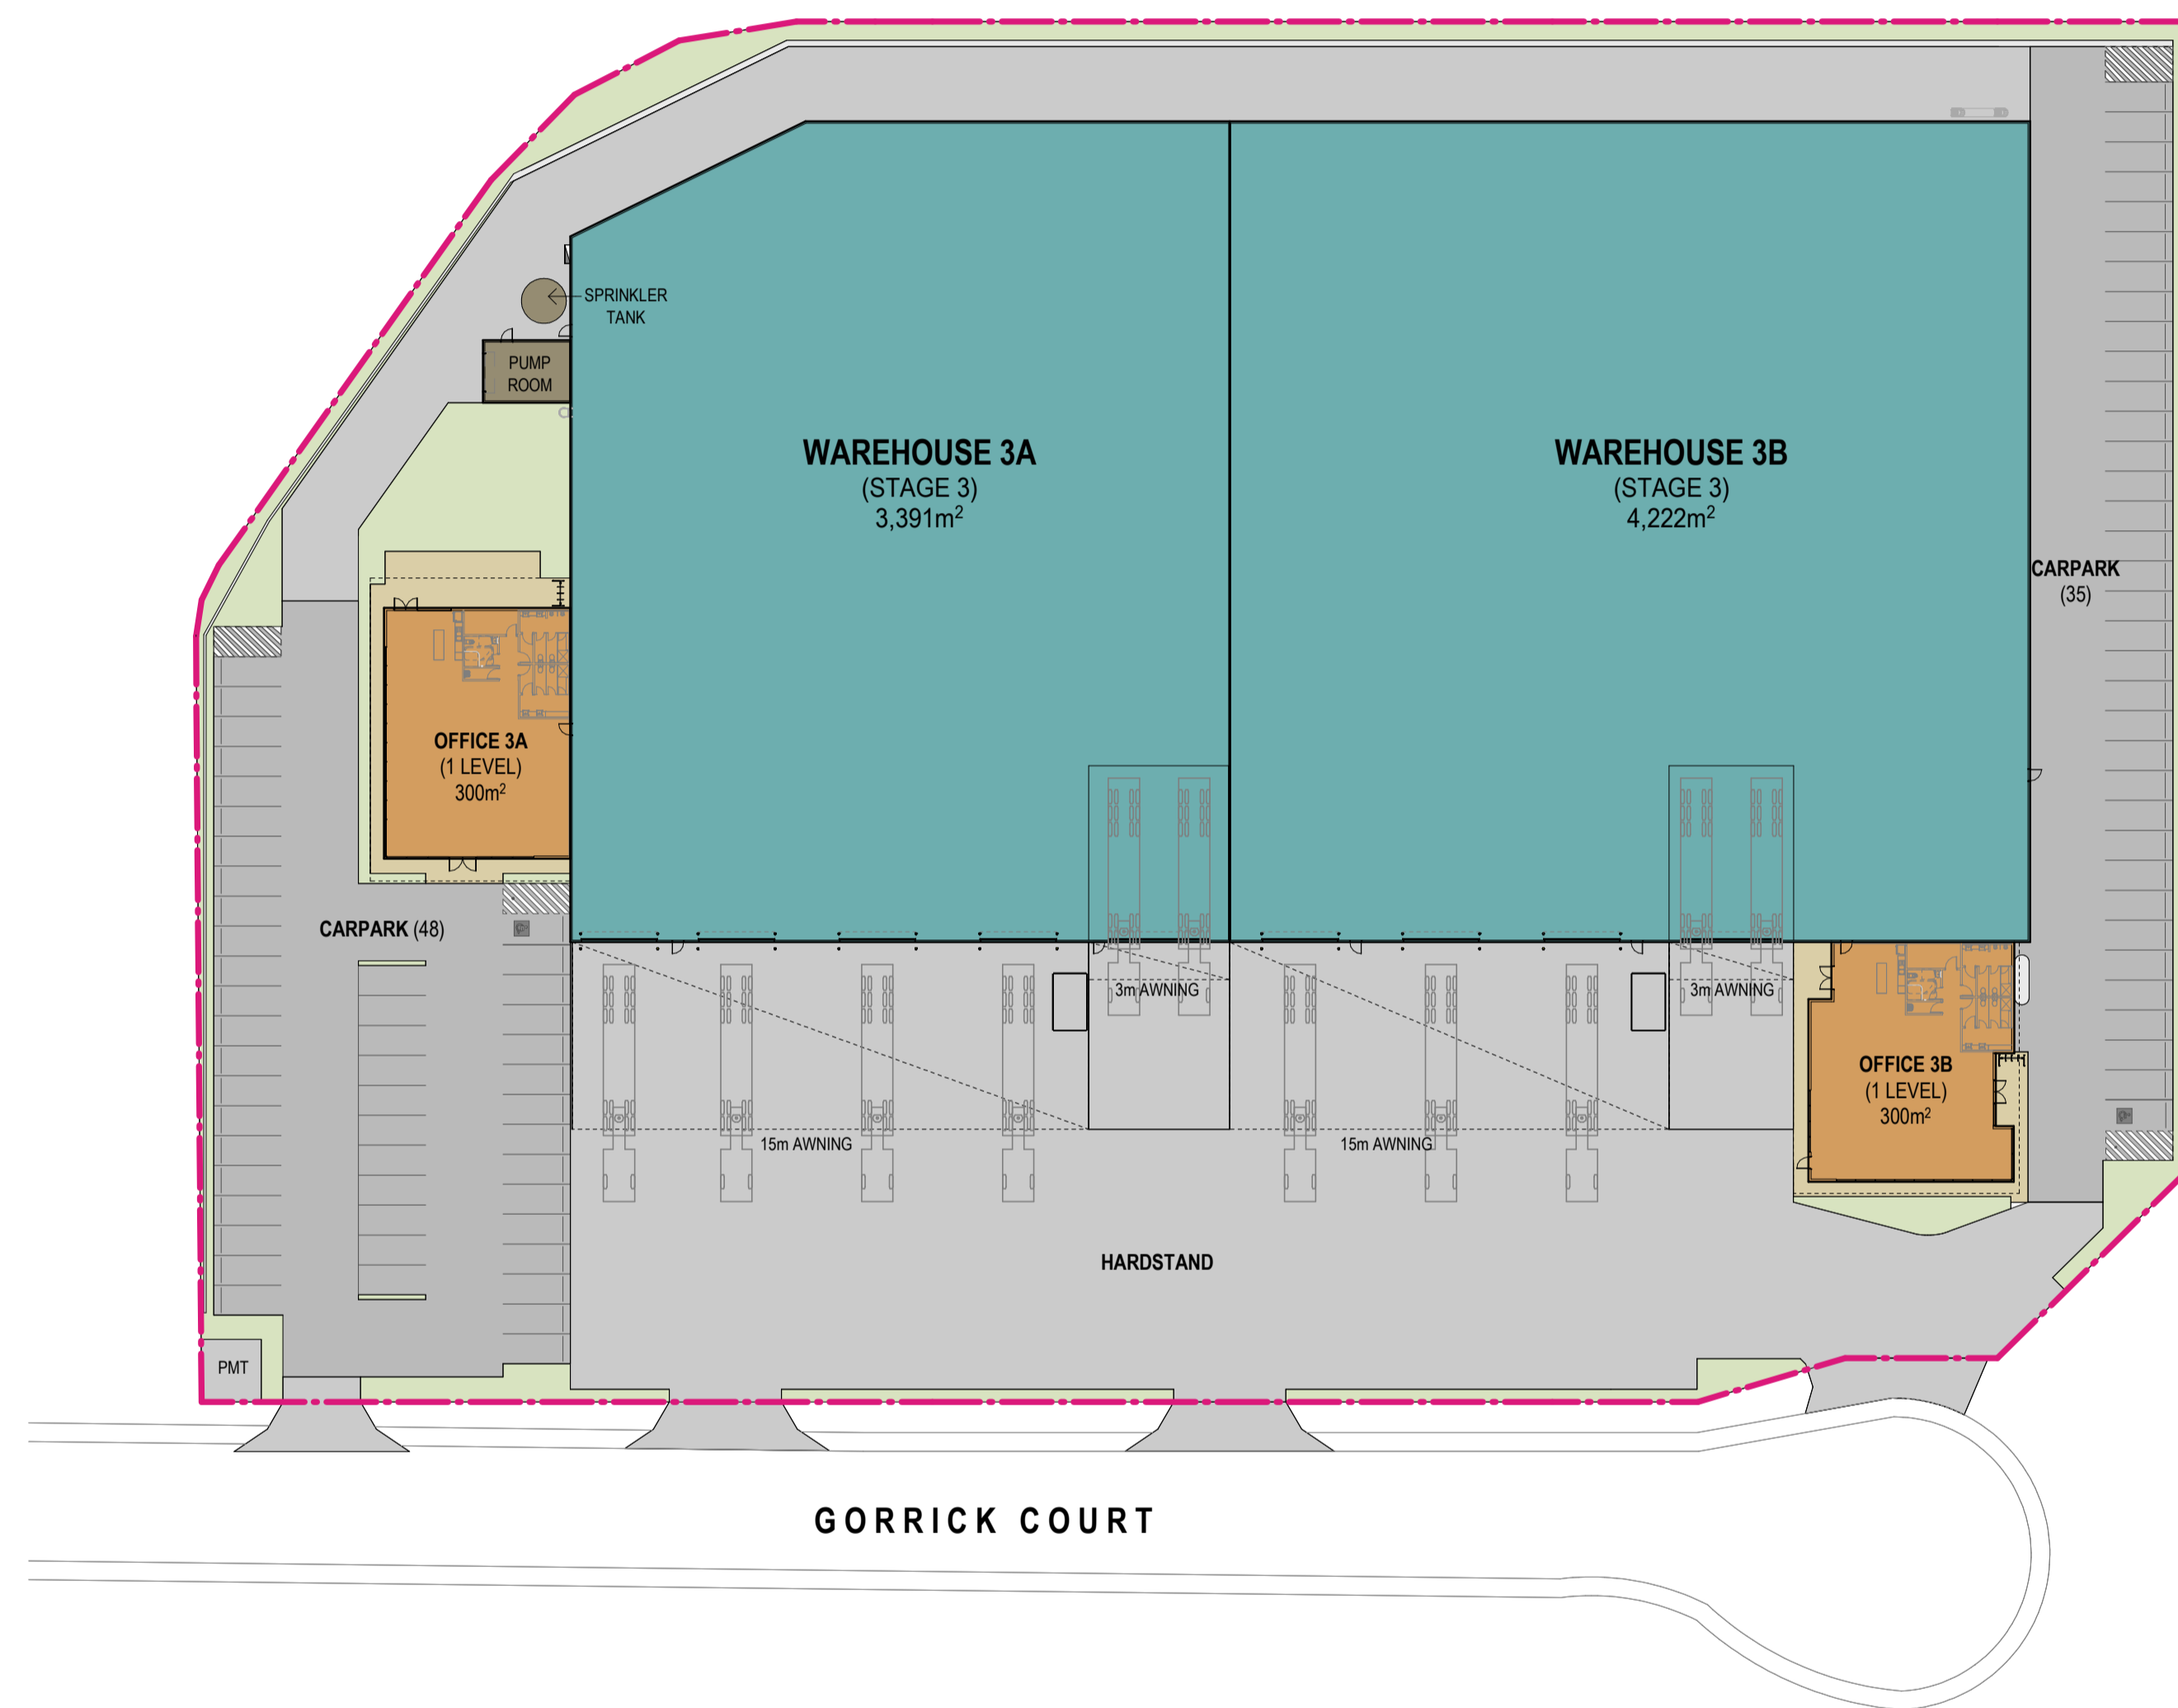 SPRINKLER
TANK
PUMP
ROOM
WAREHOUSE 3A
(STAGE 3)
3,391m²
WAREHOUSE 3B
(STAGE 3)
4,222m²
CARPARK
(35)
OFFICE 3A
(1 LEVEL)
300m²
CARPARK (48)
3m AWNING
3m AWNING
OFFICE 3B
(1 LEVEL)
300m²
15m AWNING
15m AWNING
HARDSTAND
PMT
GORRICK COURT